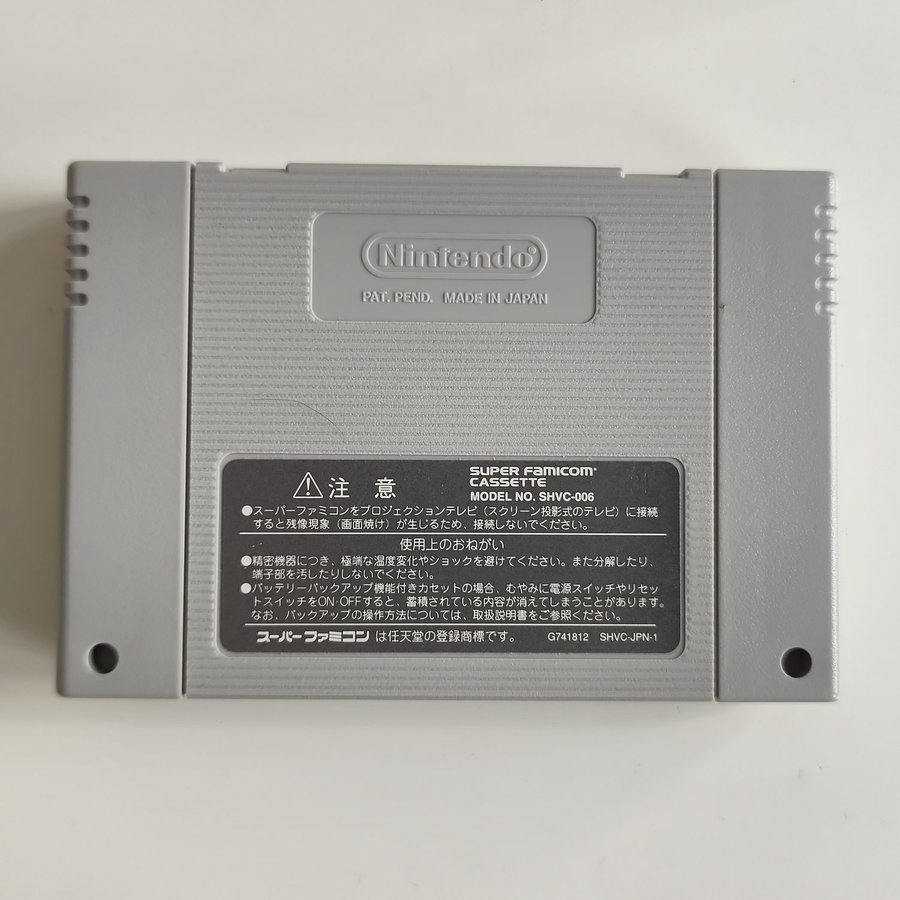 Nintendo®
PAT. PEND. MADE IN JAPAN
⚠注 意
SUPER FAMICOM®
CASSETTE
MODEL NO. SHVC-006
●スーパーファミコンをプロジェクションテレビ(スクリーン投影式のテレビ)に接続
すると残像現象(画面焼け)が生じるため、接続しないでください。
使用上のおねがい
●精密機器につき、極端な温度変化やショックを避けてください。また分解したり、
端子部を汚したりしないでください。
●バッテリーバックアップ機能付きカセットの場合、むやみに電源スイッチやリセッ
トスイッチをON・OFFすると、蓄積されている内容が消えてしまうことがあります。
なお、バックアップの操作方法については、取扱説明書をご参照ください。
スーパーファミコン は任天堂の登録商標です。 G741812 SHVC-JPN-1